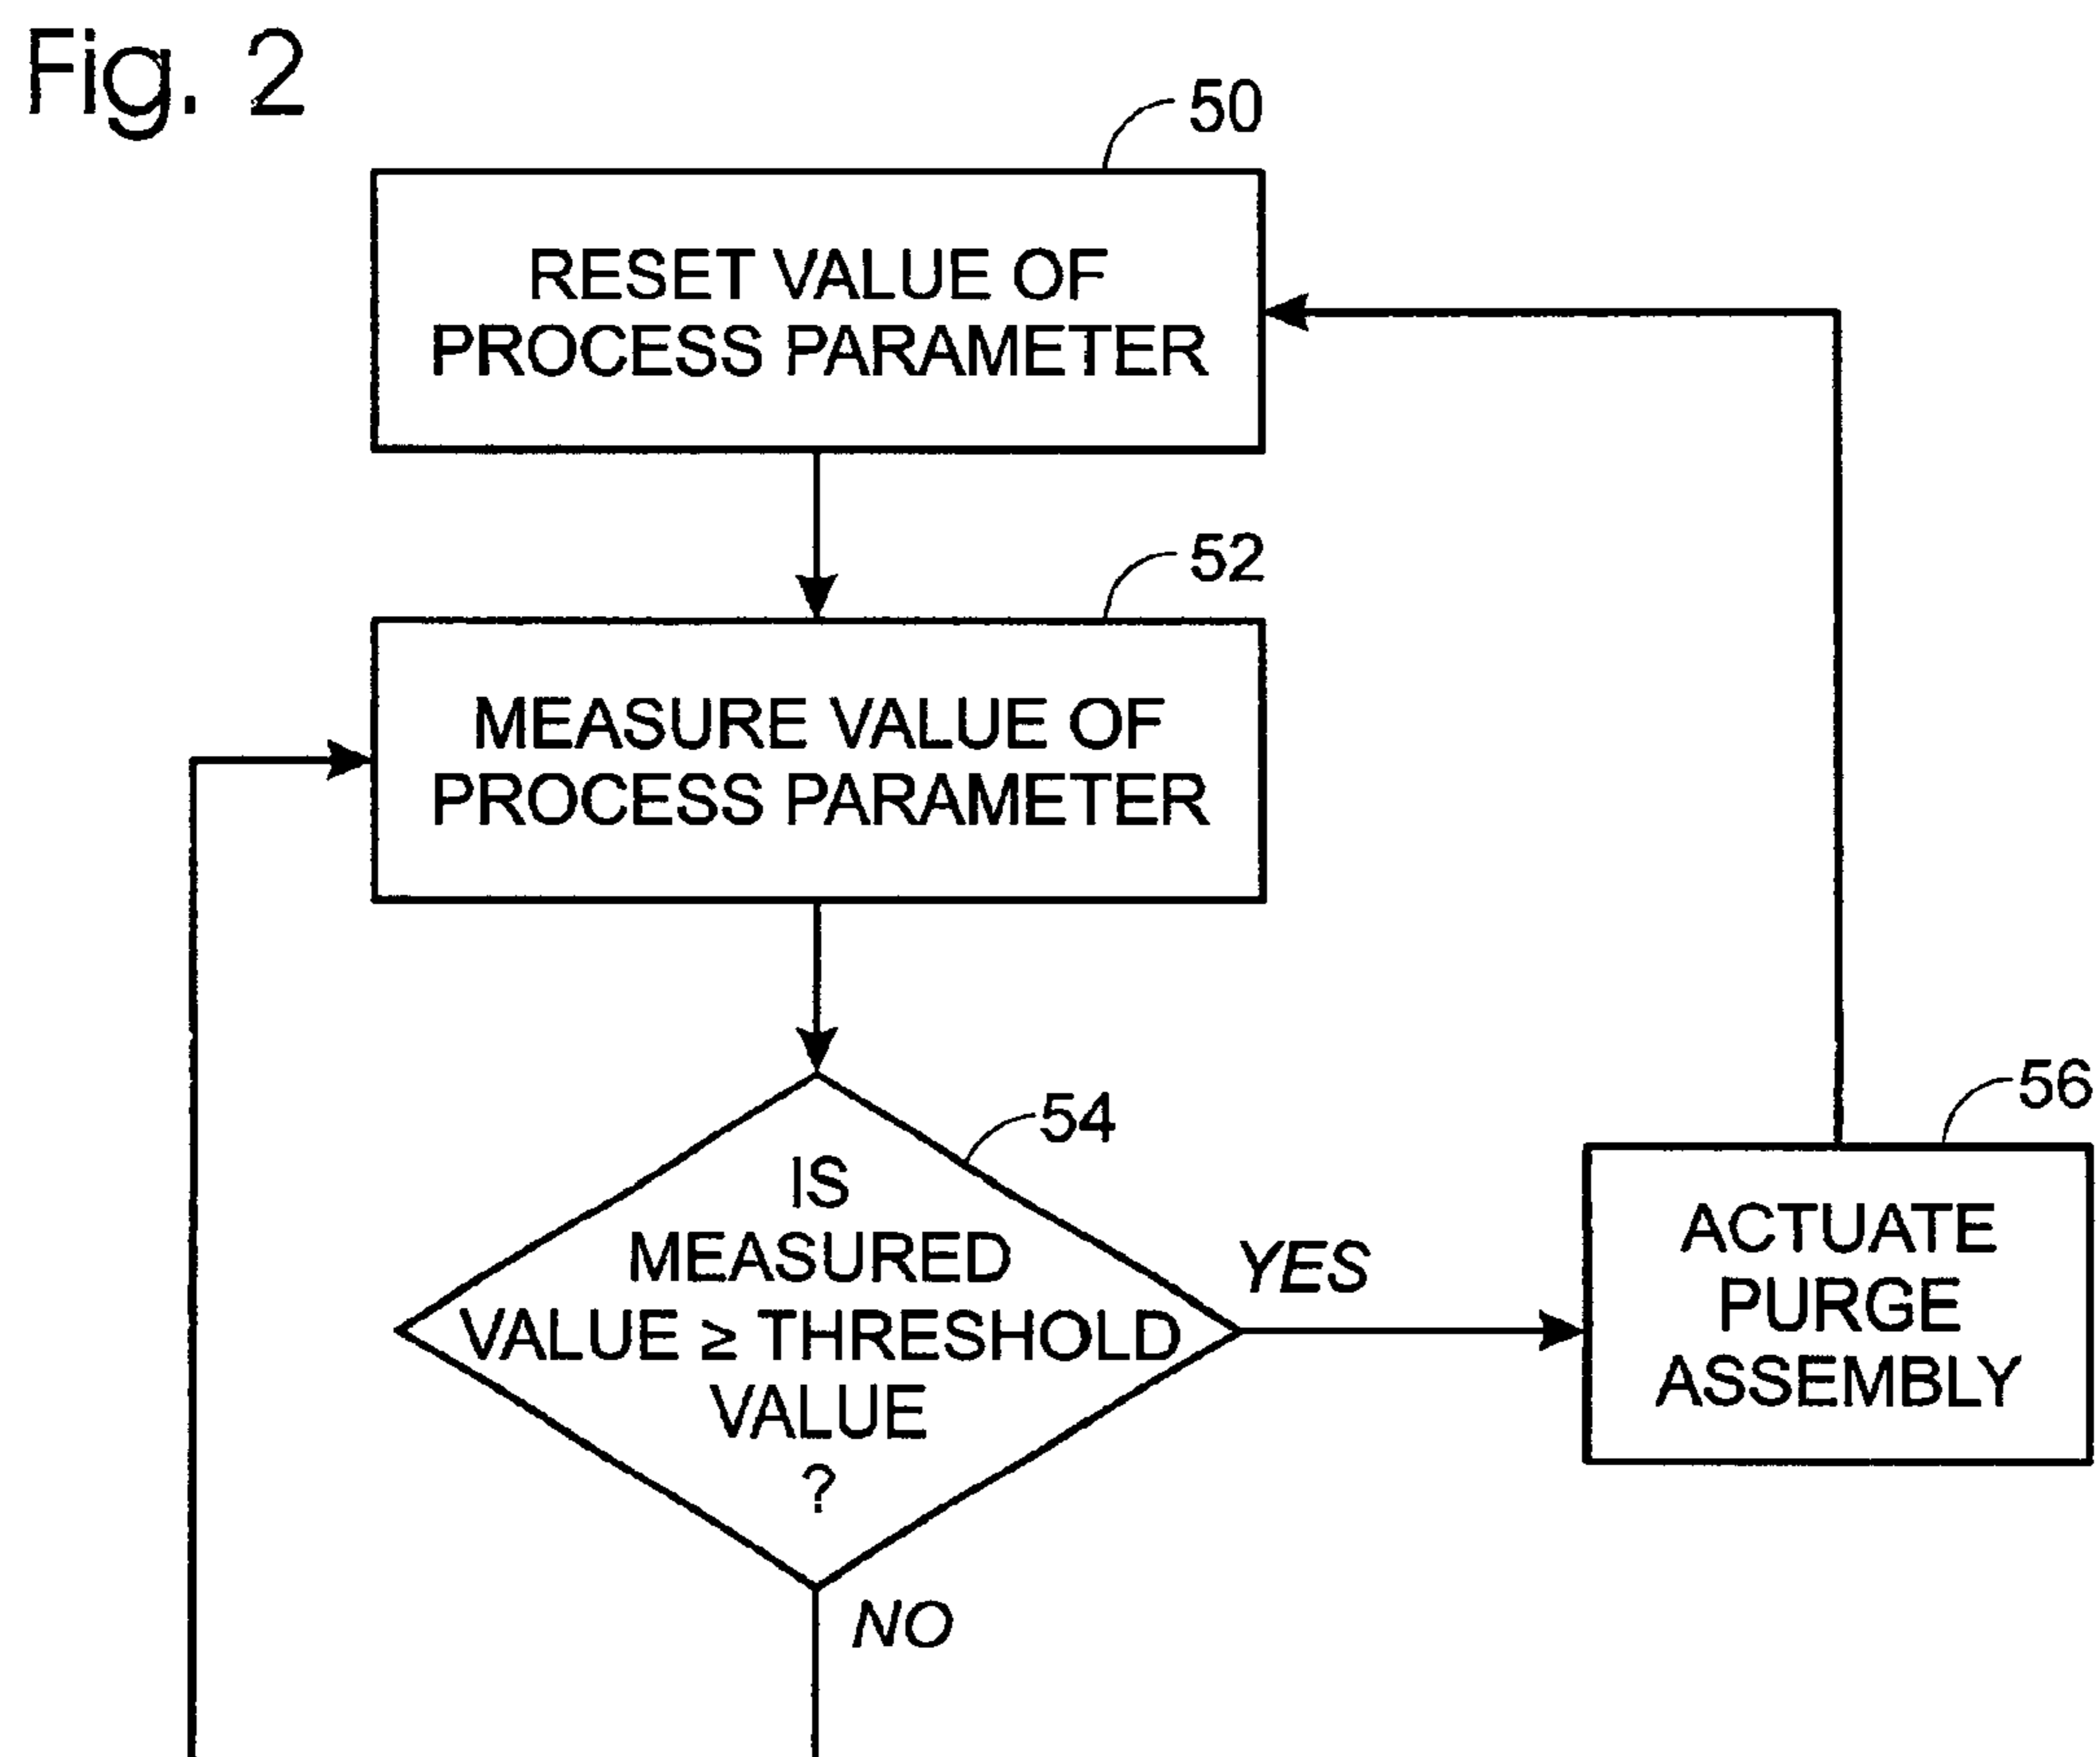 Fig. 2
50
RESET VALUE OF
PROCESS PARAMETER
52
MEASURE VALUE OF
PROCESS PARAMETER
54
IS
MEASURED
VALUE ≥ THRESHOLD
VALUE
?
YES
56
ACTUATE
PURGE
ASSEMBLY
NO